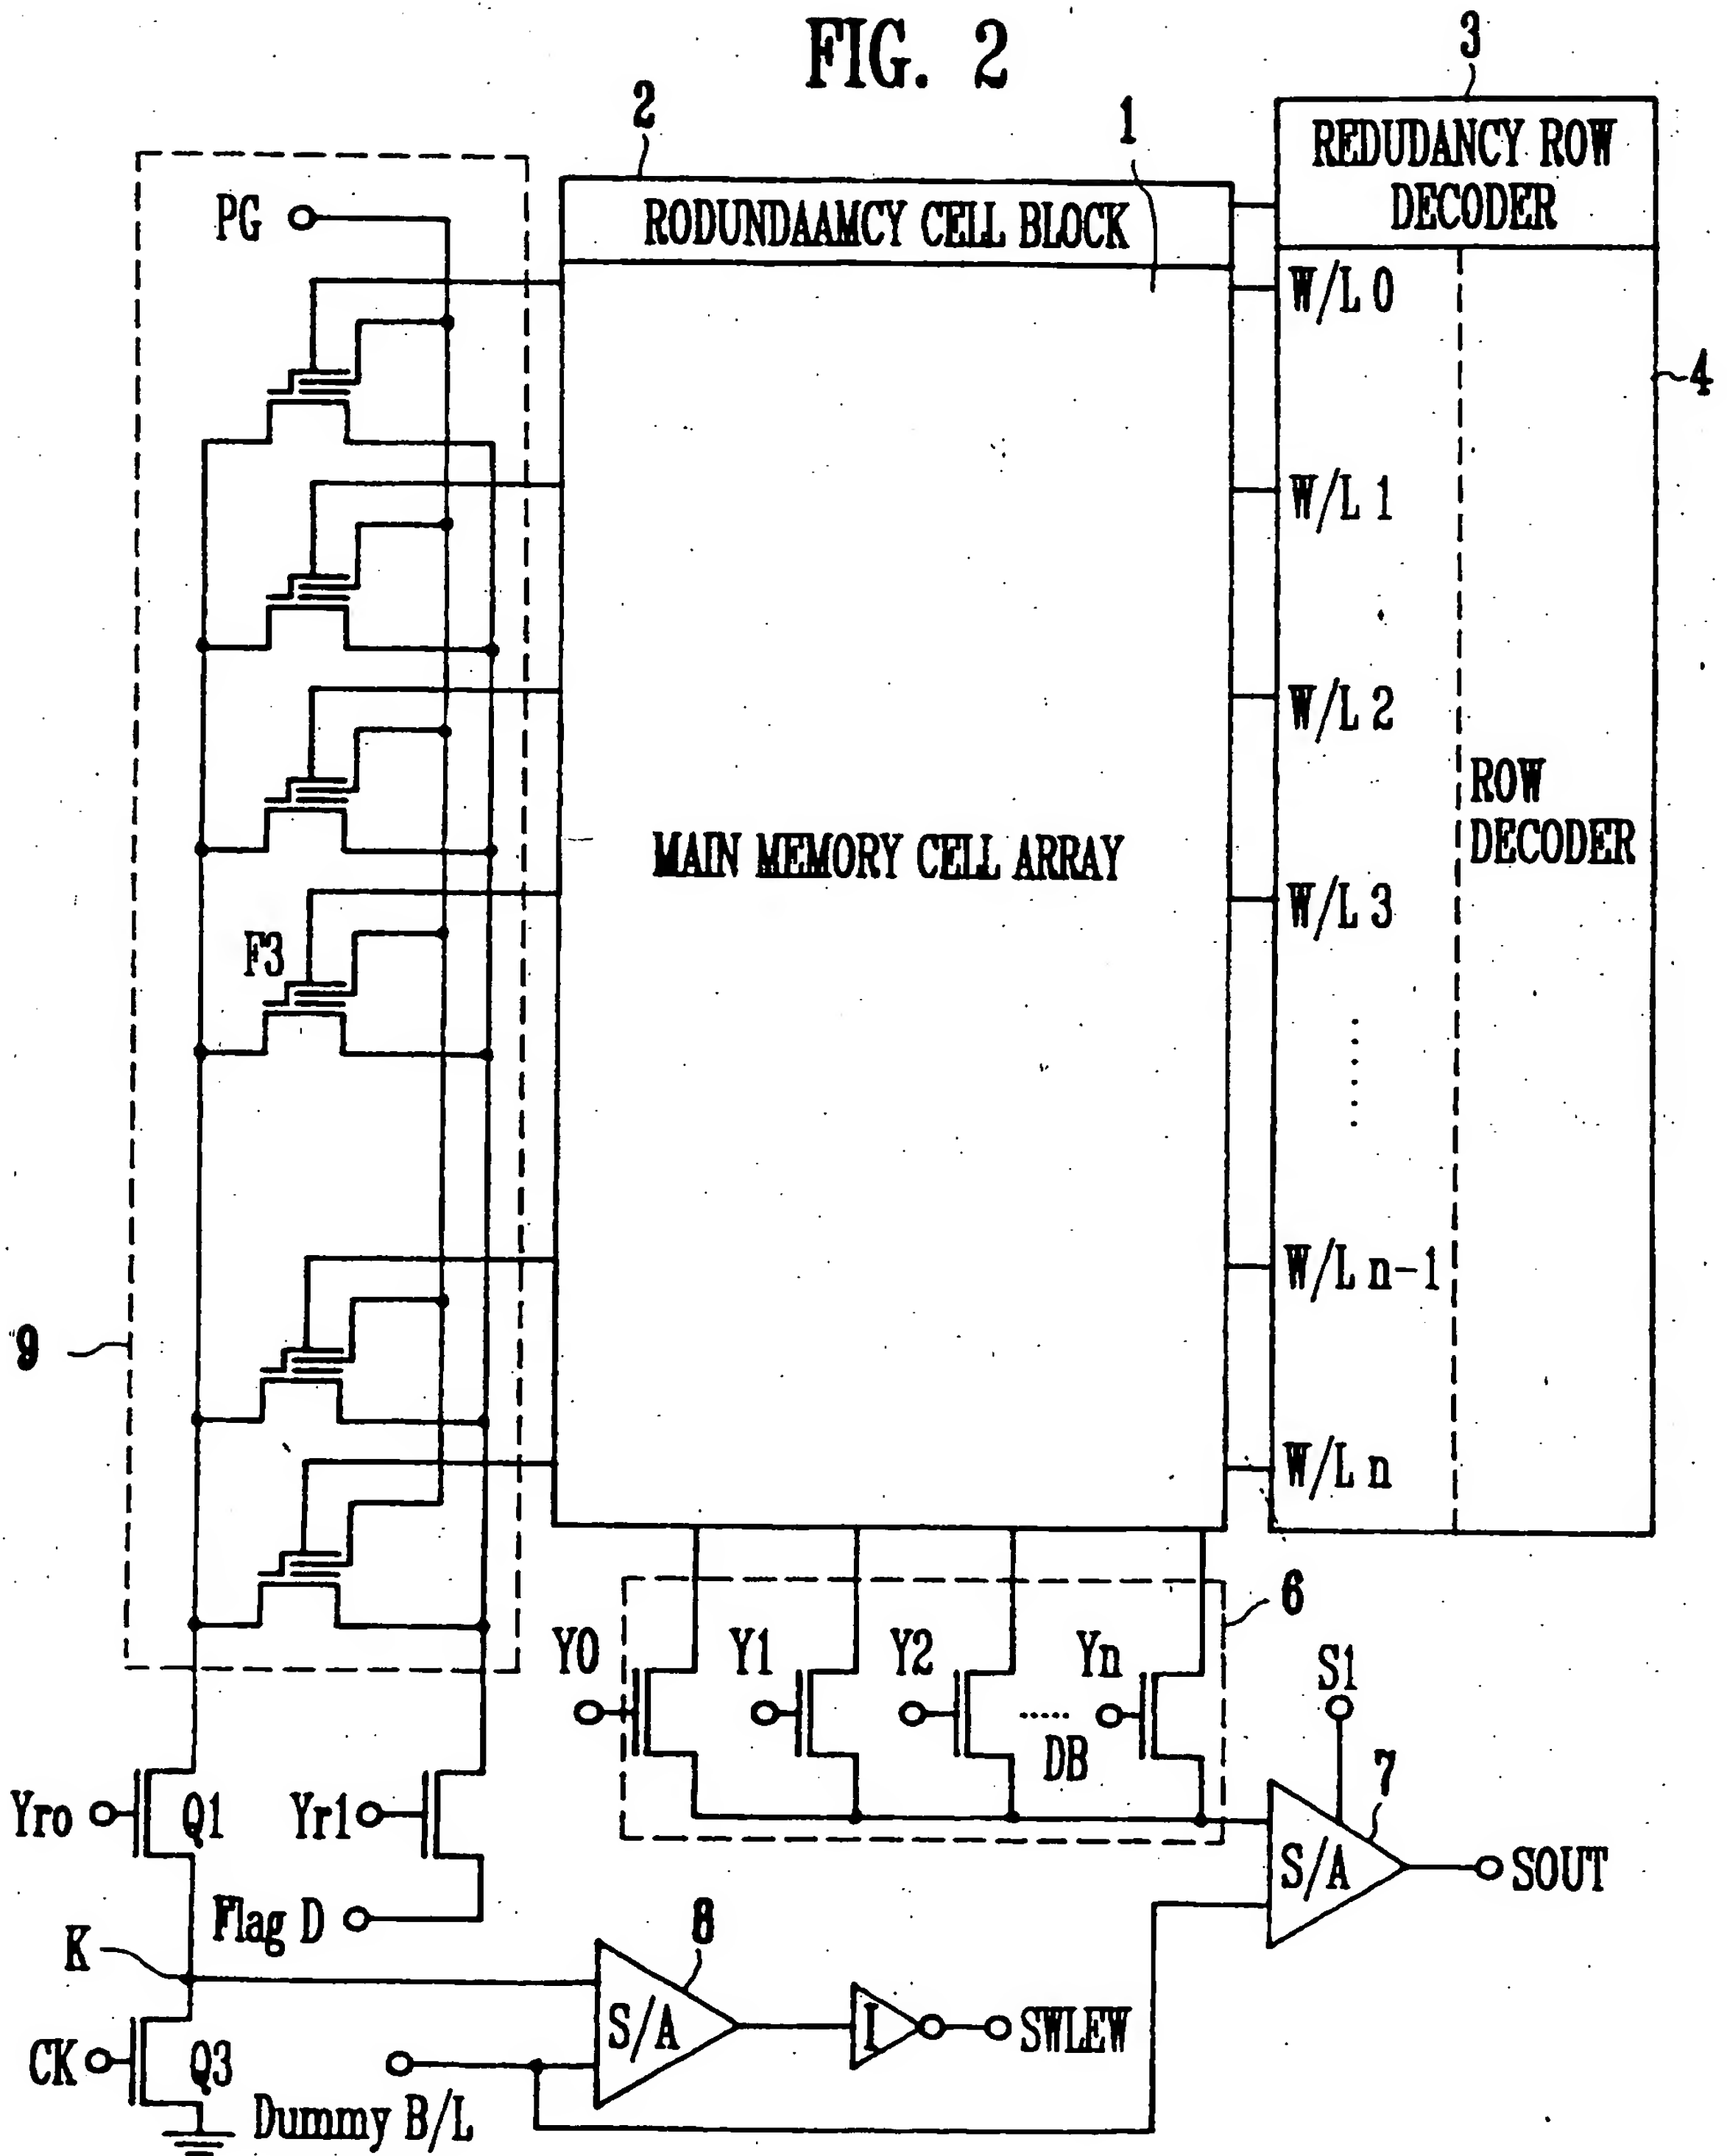 FIG. 2
3
2
1
REDUDANCY ROW
DECODER
PG
RODUNDAAMCY CELL BLOCK
W/L 0
4
W/L 1
W/L 2
ROW
DECODER
MAIN MEMORY CELL ARRAY
W/L 3
F3
......
W/L n-1
9
W/L n
6
Y0
Y1
Y2
Yn
S1
.....
DB
7
Yro
Q1
Yr1
S/A
SOUT
Flag D
8
K
S/A
I
SWLEW
CK
Q3
Dummy B/L